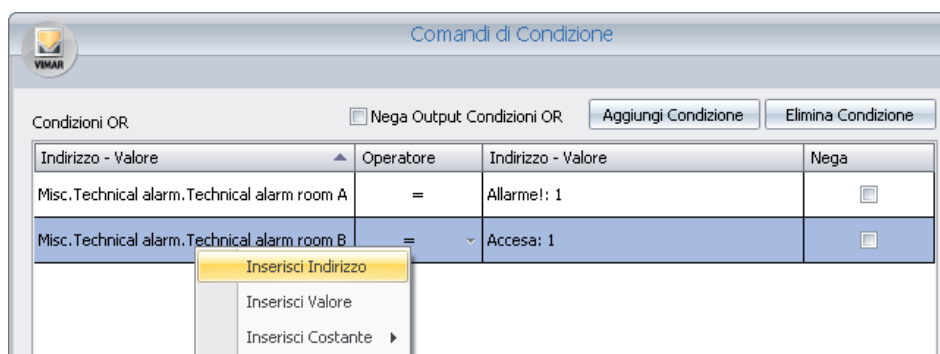 Comandi di Condizione
VIMAR
Condizioni OR Nega Output Condizioni OR Aggiungi Condizione Elimina Condizione
Indirizzo - Valore Operatore Indirizzo - Valore Nega
Misc.Technical alarm.Technical alarm room A = Allarme!: 1
Misc.Technical alarm.Technical alarm room B = Accesa: 1
Inserisci Indirizzo
Inserisci Valore
Inserisci Costante